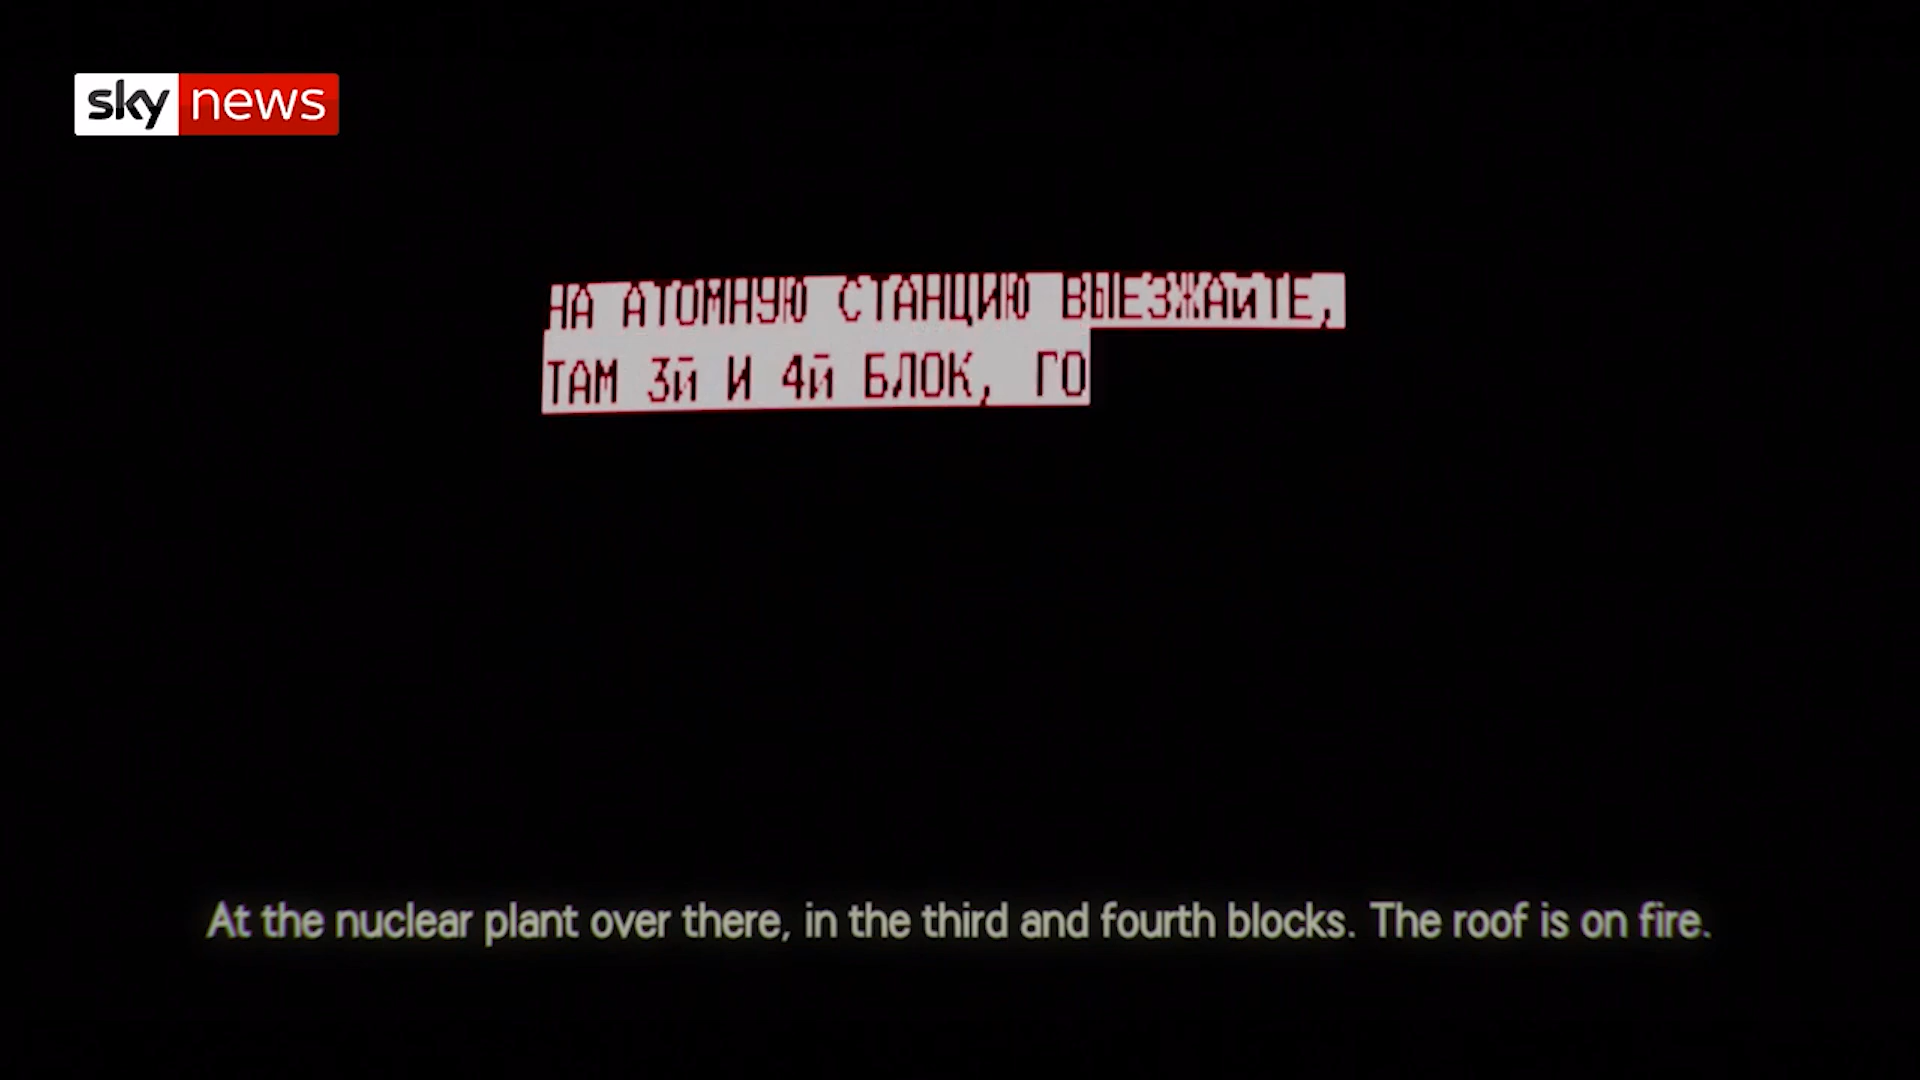 sky news
НА АТОМНУЮ СТАНЦИЮ ВЫЕЗЖАЙТЕ,
ТАМ 3й И 4й БЛОК, ГО
At the nuclear plant over there, in the third and fourth blocks. The roof is on fire.